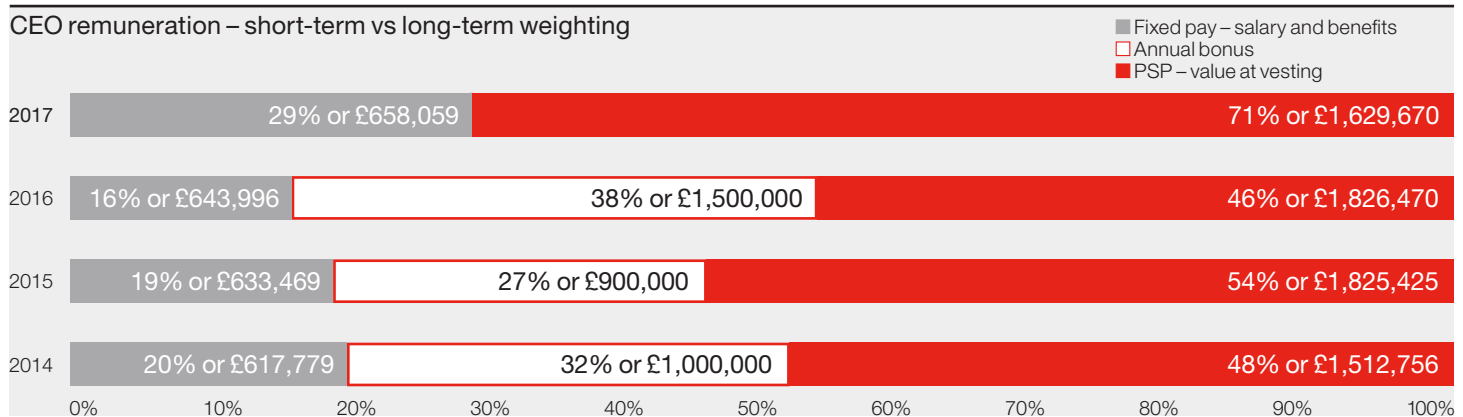 CEO remuneration – short-term vs long-term weighting
Fixed pay – salary and benefits
Annual bonus
PSP – value at vesting
2017 29% or £658,059 71% or £1,629,670
2016 16% or £643,996 38% or £1,500,000 46% or £1,826,470
2015 19% or £633,469 27% or £900,000 54% or £1,825,425
2014 20% or £617,779 32% or £1,000,000 48% or £1,512,756
0% 10% 20% 30% 40% 50% 60% 70% 80% 90% 100%